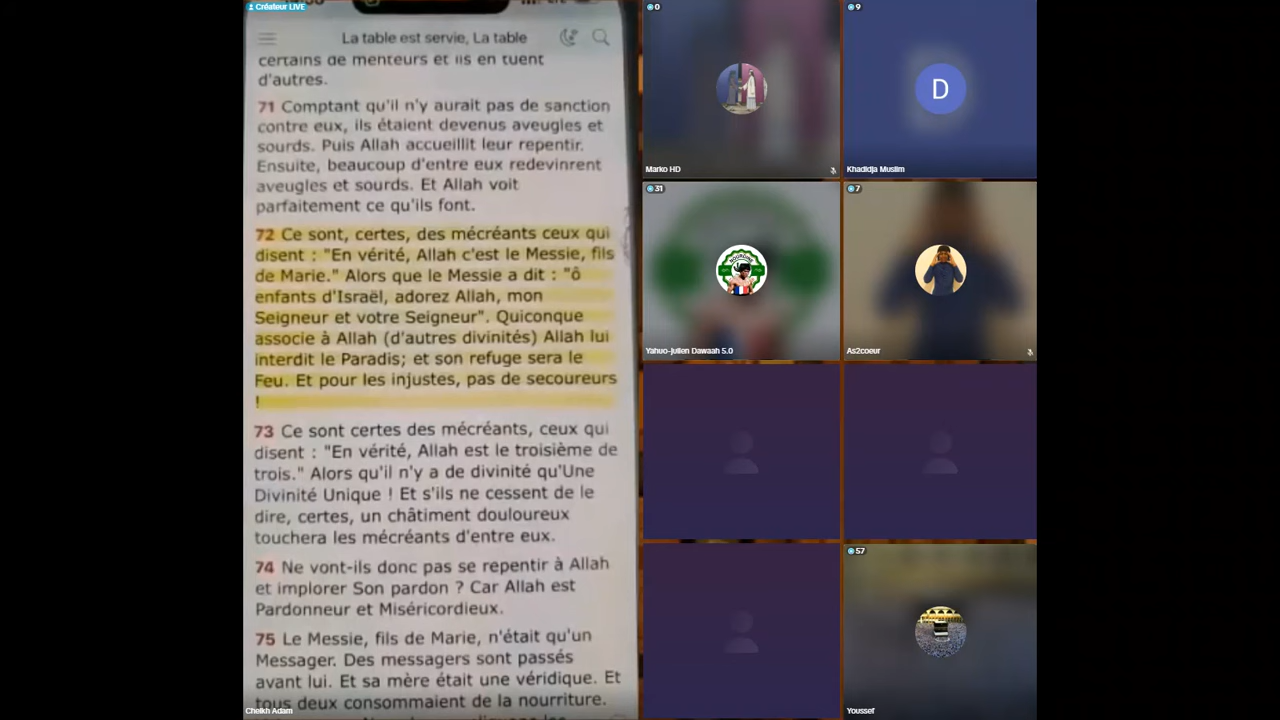 Créateur LIVE
La table est servie, La table
certains de menteurs et ils en tuent
d'autres.
71 Comptant qu'il n'y aurait pas de sanction
contre eux, ils étaient devenus aveugles et
sourds. Puis Allah accueillit leur repentir.
Ensuite, beaucoup d'entre eux redevinrent
aveugles et sourds. Et Allah voit
parfaitement ce qu'ils font.
72 Ce sont, certes, des mécréants ceux qui
disent : "En vérité, Allah c'est le Messie, fils
de Marie." Alors que le Messie a dit : "ô
enfants d'Israël, adorez Allah, mon
Seigneur et votre Seigneur". Quiconque
associe à Allah (d'autres divinités) Allah lui
interdit le Paradis; et son refuge sera le
Feu. Et pour les injustes, pas de secoureurs
!
73 Ce sont certes des mécréants, ceux qui
disent : "En vérité, Allah est le troisième de
trois." Alors qu'il n'y a de divinité qu'Une
Divinité Unique ! Et s'ils ne cessent de le
dire, certes, un châtiment douloureux
touchera les mécréants d'entre eux.
74 Ne vont-ils donc pas se repentir à Allah
et implorer Son pardon ? Car Allah est
Pardonneur et Miséricordieux.
75 Le Messie, fils de Marie, n'était qu'un
Messager. Des messagers sont passés
avant lui. Et sa mère était une véridique. Et
tous deux consommaient de la nourriture.
Cheikh Adam
0
Marko HD
9
D
Khadidja Muslim
31
Yahuo-julien Dawaah 5.0
7
As2coeur
57
Youssef